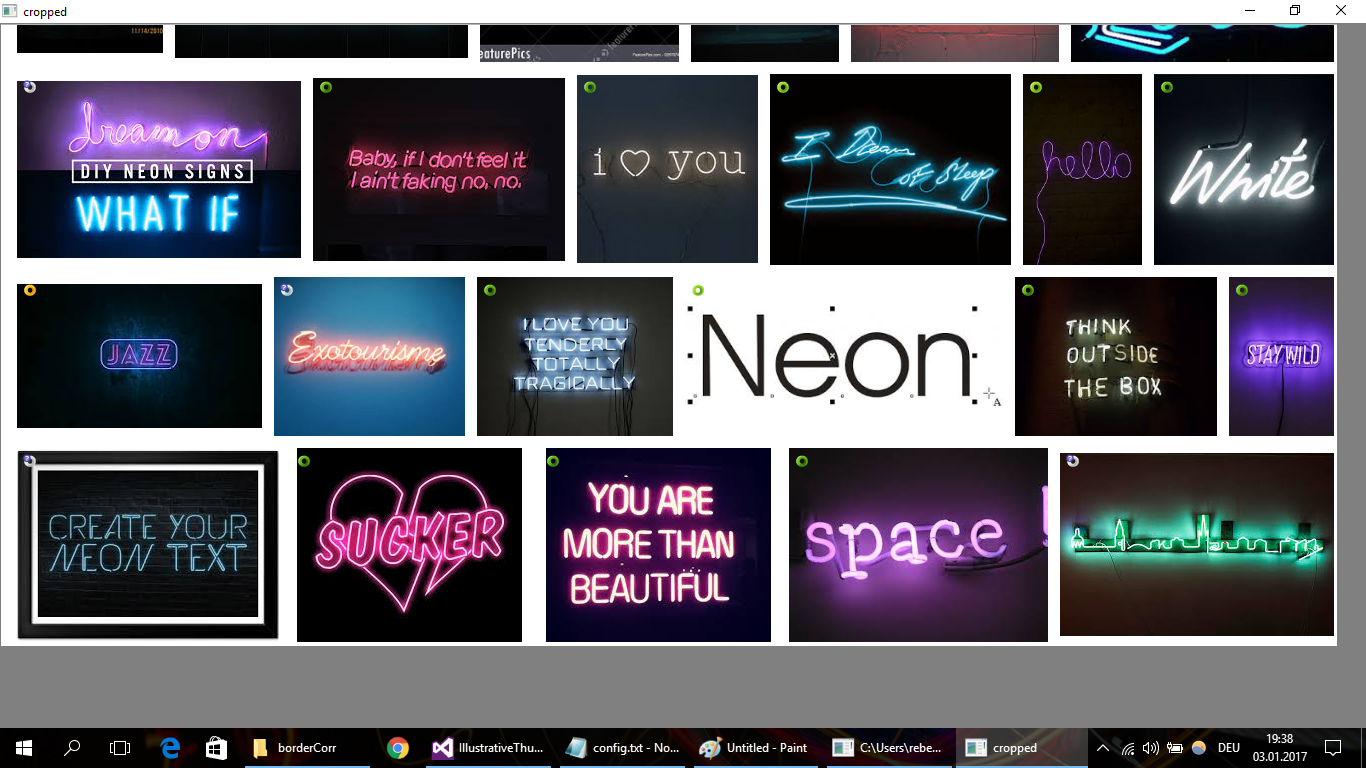 cropped
11/14/2010
eaturePics
FeaturePics.com
dream on
DIY NEON SIGNS
WHAT IF
Baby, if I don't feel it
I ain't faking no, no.
i ♡ you
I Dream
of Sleep
hello
White
JAZZ
Exotourisme
I LOVE YOU
TENDERLY
TOTALLY
TRAGICALLY
Neon
A
THINK
OUTSIDE
THE BOX
STAY WILD
CREATE YOUR
NEON TEXT
SUCKER
YOU ARE
MORE THAN
BEAUTIFUL
space
borderCorr
IllustrativeThu...
config.txt - No...
Untitled - Paint
C:\Users\rebe...
cropped
DEU
19:38
03.01.2017